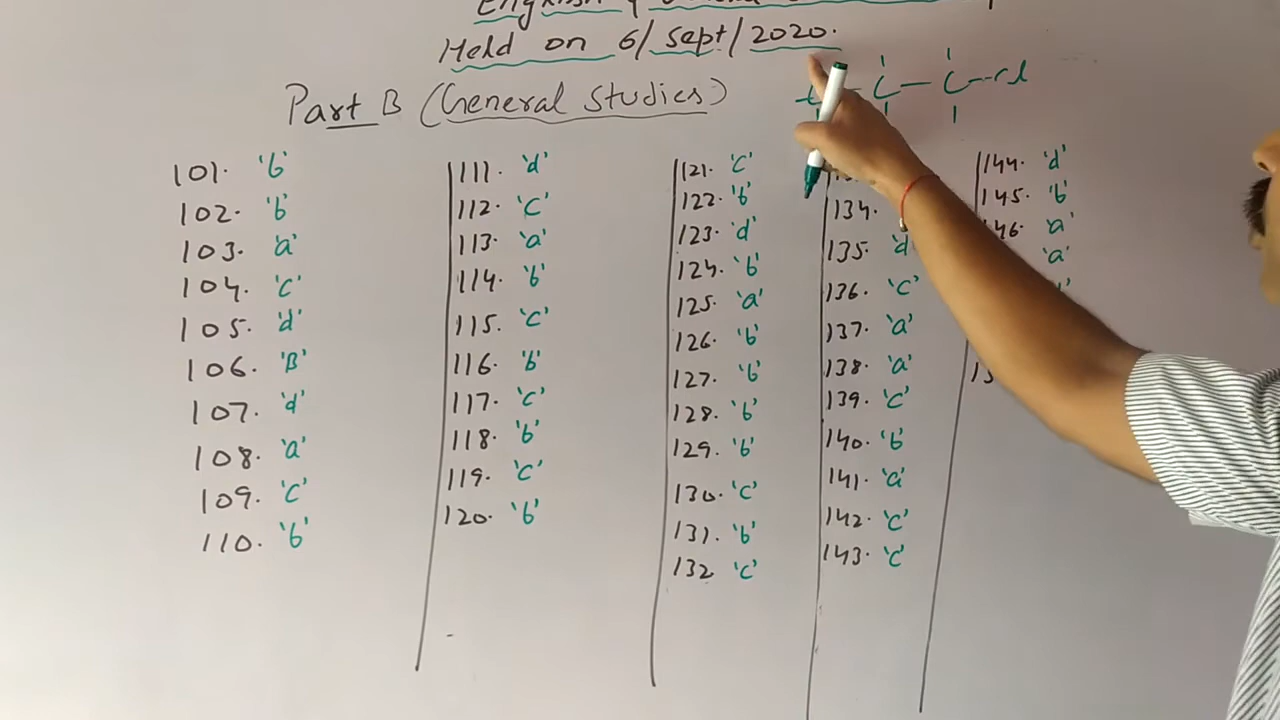 English
Held on 6/Sept/2020.
C — C — Cl
Part B (General Studies)
101. 'b'
102. 'b'
103. 'a'
104. 'c'
105. 'd'
106. 'B'
107. 'd'
108. 'a'
109. 'c'
110. 'b'
111. 'd'
112. 'c'
113. 'a'
114. 'b'
115. 'c'
116. 'b'
117. 'c'
118. 'b'
119. 'c'
120. 'b'
121. 'c'
122. 'b'
123. 'd'
124. 'b'
125. 'a'
126. 'b'
127. 'b'
128. 'b'
129. 'b'
130. 'c'
131. 'b'
132 'c'
134.
135. 'd'
136. 'c'
137. 'a'
138. 'a'
139. 'c'
140. 'b'
141. 'a'
142. 'c'
143. 'c'
144. 'd'
145. 'b'
146. 'a'
'a'